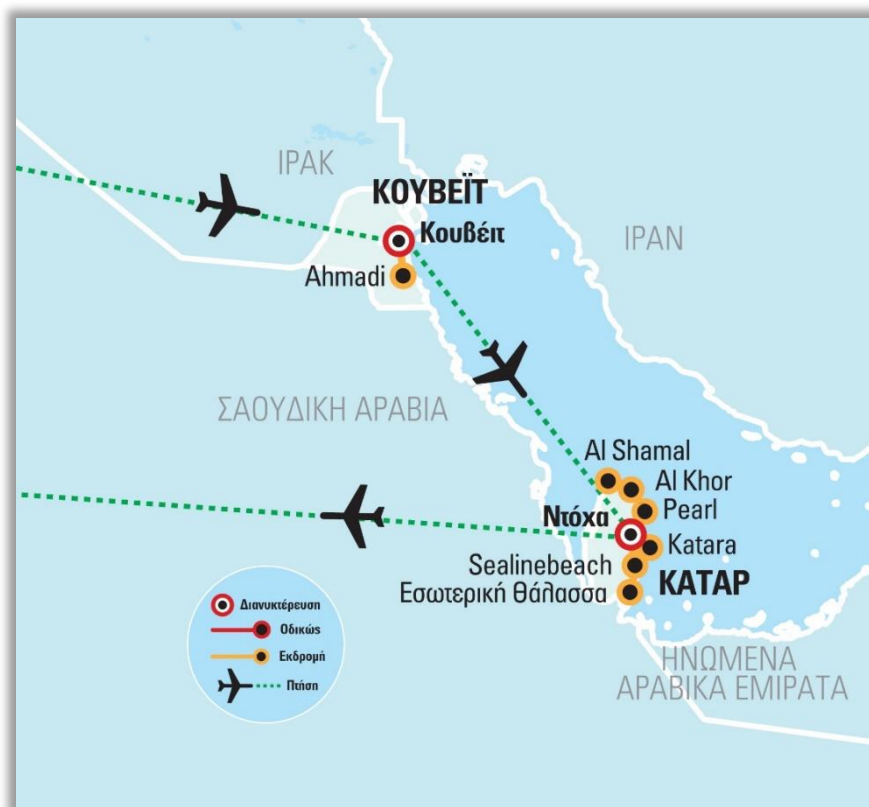 ΙΡΑΚ
ΚΟΥΒΕΪΤ
Κουβέιτ
ΙΡΑΝ
Ahmadi
ΣΑΟΥΔΙΚΗ ΑΡΑΒΙΑ
Al Shamal
Al Khor
Pearl
Ντόχα
Katara
Sealinebeach
ΚΑΤΑΡ
Εσωτερική Θάλασσα
ΗΝΩΜΕΝΑ
ΑΡΑΒΙΚΑ ΕΜΙΡΑΤΑ
Διανυκτέρευση
Οδικώς
Εκδρομή
Πτήση